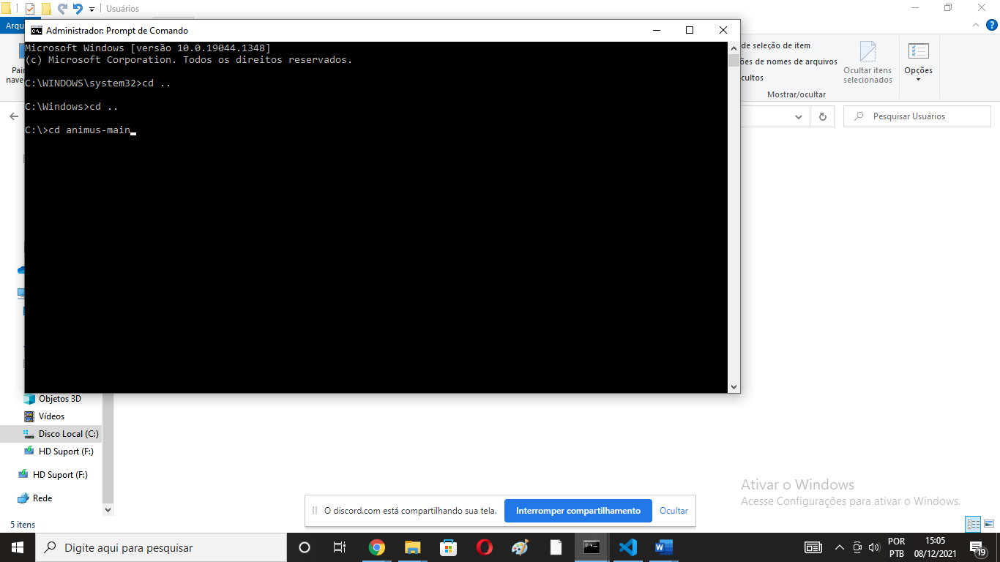 Usuários
Arqu
Administrador: Prompt de Comando
Microsoft Windows [versão 10.0.19044.1348]
(c) Microsoft Corporation. Todos os direitos reservados.
C:\WINDOWS\system32>cd ..
C:\Windows>cd ..
C:\>cd animus-main
Pai
nave
de seleção de item
ões de nomes de arquivos
cultos
Ocultar itens
selecionados
Opções
Mostrar/ocultar
Pesquisar Usuários
Objetos 3D
Vídeos
Disco Local (C:)
HD Suport (F:)
HD Suport (F:)
Rede
5 itens
Ativar o Windows
Acesse Configurações para ativar o Windows.
O discord.com está compartilhando sua tela.
Interromper compartilhamento
Ocultar
Digite aqui para pesquisar
POR
PTB
15:05
08/12/2021
19